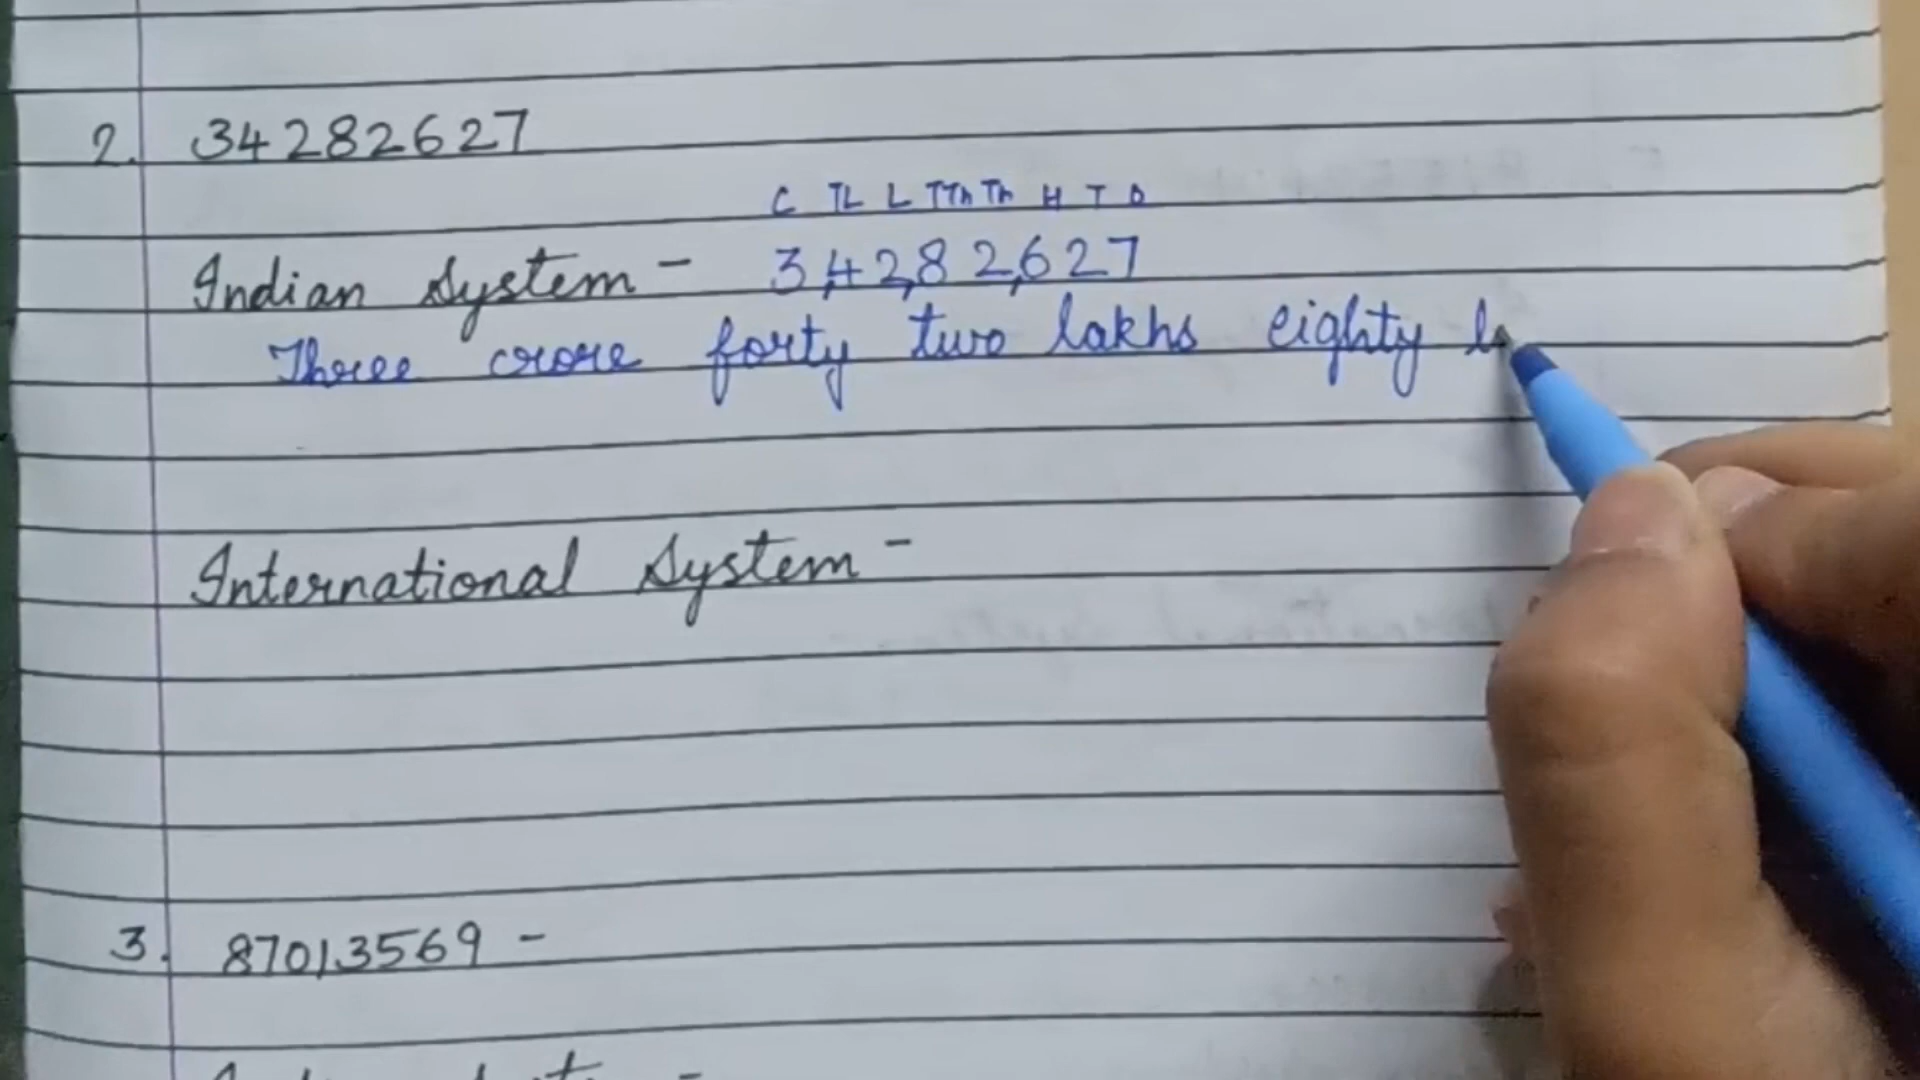 2. 34282627
C TL L TTh Th H T O
Indian System - 3,42,82,627
Three crore forty two lakhs eighty
International System -
3. 87013569 -